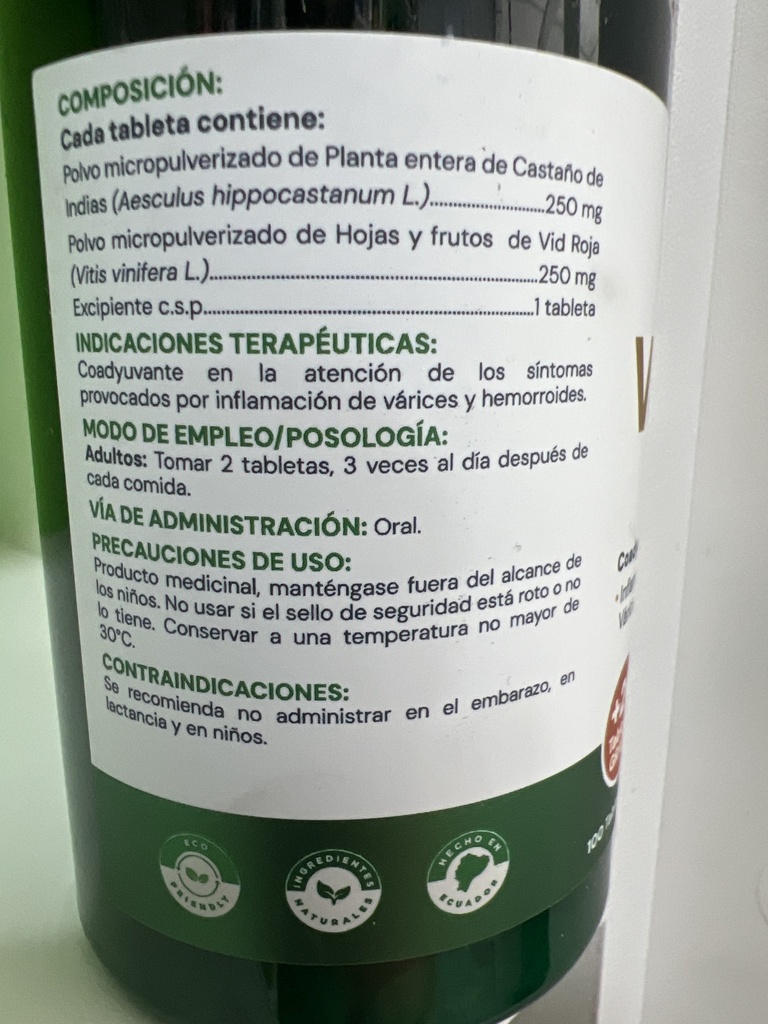 COMPOSICIÓN:
Cada tableta contiene:
Polvo micropulverizado de Planta entera de Castaño de
Indias (Aesculus hippocastanum L.)..........................250 mg
Polvo micropulverizado de Hojas y frutos de Vid Roja
(Vitis vinifera L.)..........................................................................250 mg
Excipiente c.s.p..........................................................................1 tableta
INDICACIONES TERAPÉUTICAS:
Coadyuvante en la atención de los síntomas
provocados por inflamación de várices y hemorroides.
MODO DE EMPLEO/POSOLOGÍA:
Adultos: Tomar 2 tabletas, 3 veces al día después de
cada comida.
VÍA DE ADMINISTRACIÓN: Oral.
PRECAUCIONES DE USO:
Producto medicinal, manténgase fuera del alcance de
los niños. No usar si el sello de seguridad está roto o no
lo tiene. Conservar a una temperatura no mayor de
30°C.
CONTRAINDICACIONES:
Se recomienda no administrar en el embarazo, en
lactancia y en niños.
ECO
FRIENDLY
INGREDIENTES
NATURALES
HECHO EN
ECUADOR
100